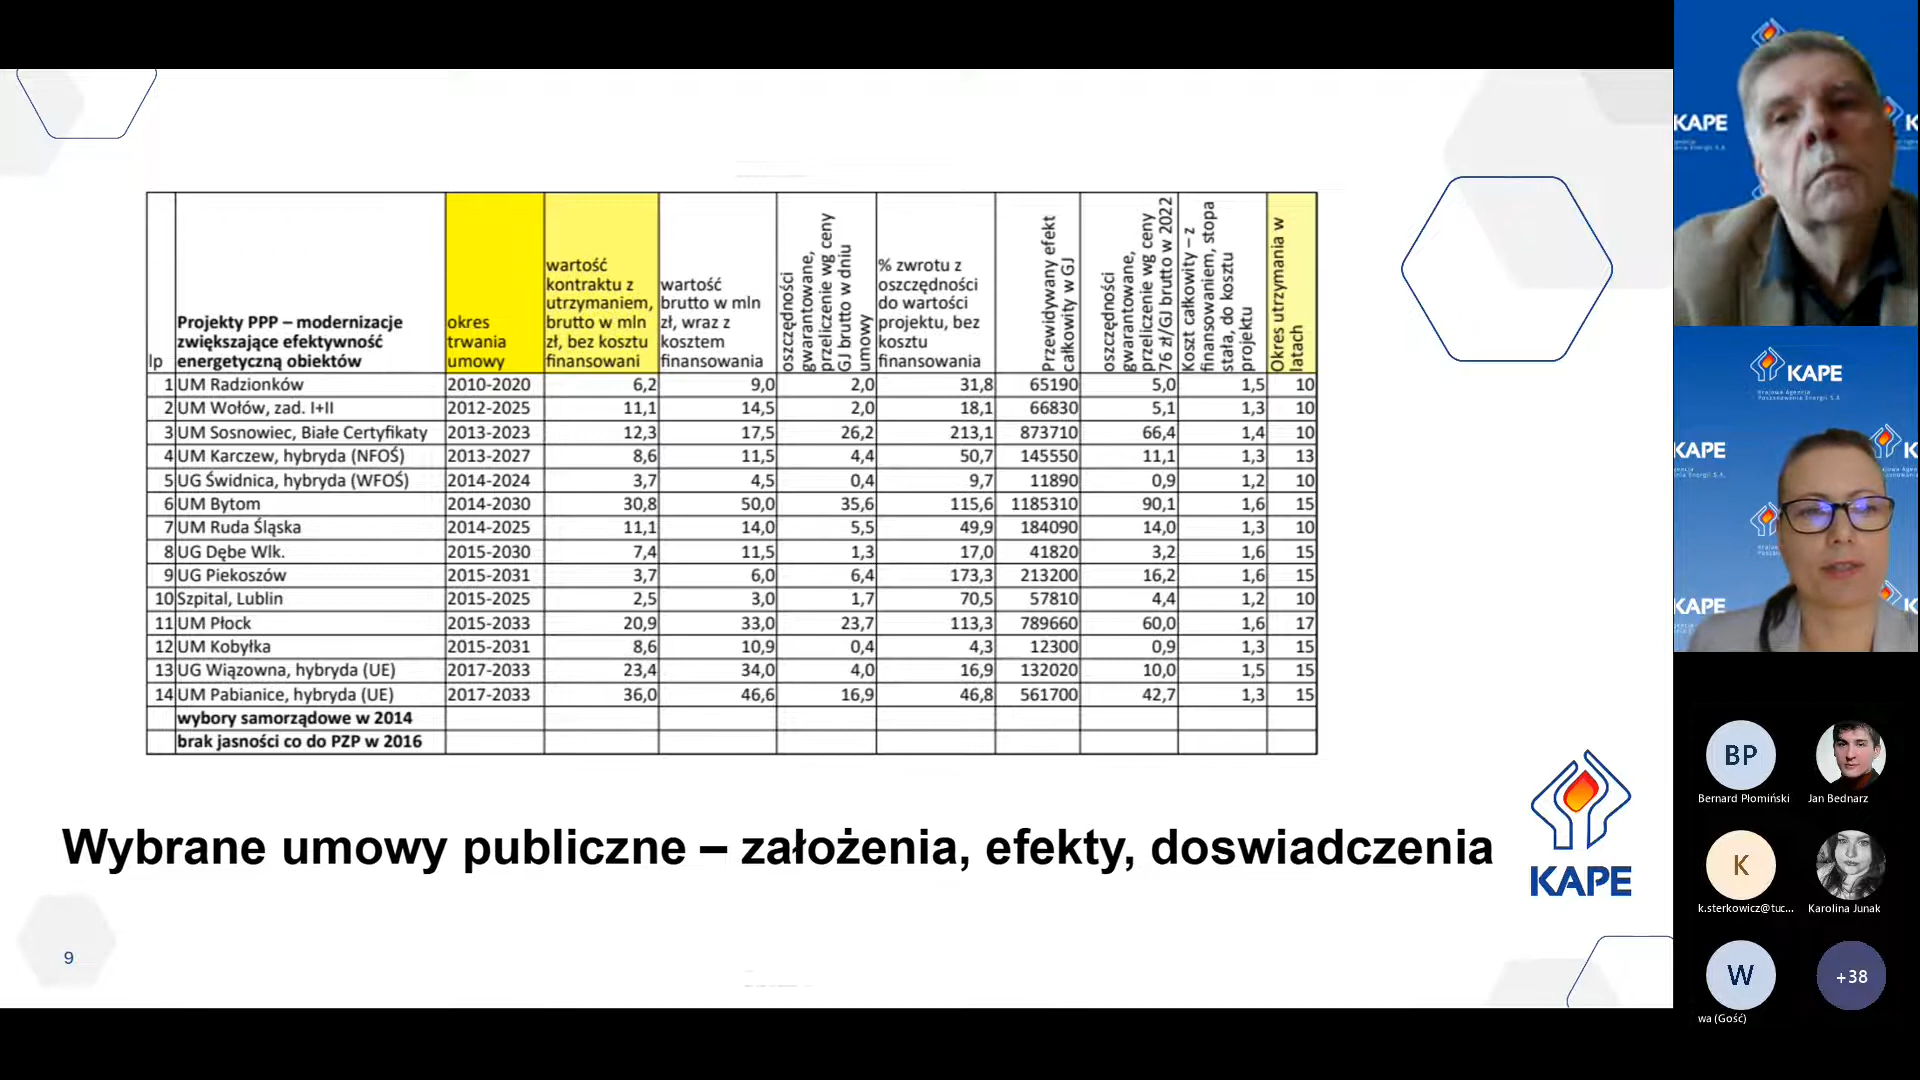 lp
Projekty PPP – modernizacje
zwiększające efektywność
energetyczną obiektów
okres
trwania
umowy
wartość
kontraktu z
utrzymaniem,
brutto w mln
zł, bez kosztu
finansowani
wartość
brutto w mln
zł, wraz z
kosztem
finansowania
oszczędności
gwarantowane,
przeliczenie wg ceny
GJ brutto w dniu
umowy
% zwrotu z
oszczędności
do wartości
projektu, bez
kosztu
finansowania
Przewidywany efekt
całkowity w GJ
oszczędności
gwarantowane,
przeliczenie wg ceny
76 zł/GJ brutto w 2022
Koszt całkowity – z
finansowaniem, stopa
stała, do kosztu
projektu
Okres utrzymania w
latach
1 UM Radzionków 2010-2020 6,2 9,0 2,0 31,8 65190 5,0 1,5 10
2 UM Wołów, zad. I+II 2012-2025 11,1 14,5 2,0 18,1 66830 5,1 1,3 10
3 UM Sosnowiec, Białe Certyfikaty 2013-2023 12,3 17,5 26,2 213,1 873710 66,4 1,4 10
4 UM Karczew, hybryda (NFOŚ) 2013-2027 8,6 11,5 4,4 50,7 145550 11,1 1,3 13
5 UG Świdnica, hybryda (WFOŚ) 2014-2024 3,7 4,5 0,4 9,7 11890 0,9 1,2 10
6 UM Bytom 2014-2030 30,8 50,0 35,6 115,6 1185310 90,1 1,6 15
7 UM Ruda Śląska 2014-2025 11,1 14,0 5,5 49,9 184090 14,0 1,3 10
8 UG Dębe Wlk. 2015-2030 7,4 11,5 1,3 17,0 41820 3,2 1,6 15
9 UG Piekoszów 2015-2031 3,7 6,0 6,4 173,3 213200 16,2 1,6 15
10 Szpital, Lublin 2015-2025 2,5 3,0 1,7 70,5 57810 4,4 1,2 10
11 UM Płock 2015-2033 20,9 33,0 23,7 113,3 789660 60,0 1,6 17
12 UM Kobyłka 2015-2031 8,6 10,9 0,4 4,3 12300 0,9 1,3 15
13 UG Wiązowna, hybryda (UE) 2017-2033 23,4 34,0 4,0 16,9 132020 10,0 1,5 15
14 UM Pabianice, hybryda (UE) 2017-2033 36,0 46,6 16,9 46,8 561700 42,7 1,3 15
wybory samorządowe w 2014
brak jasności co do PZP w 2016
Wybrane umowy publiczne – założenia, efekty, doswiadczenia
KAPE
9
KAPE
K
KAPE
Krajowa Agencja
Poszanowania Energii S.A.
KAPE
K
KAPE
K
BP
Bernard Płomiński
Jan Bednarz
K
k.sterkowicz@tuc...
Karolina Junak
W
wa (Gość)
+38